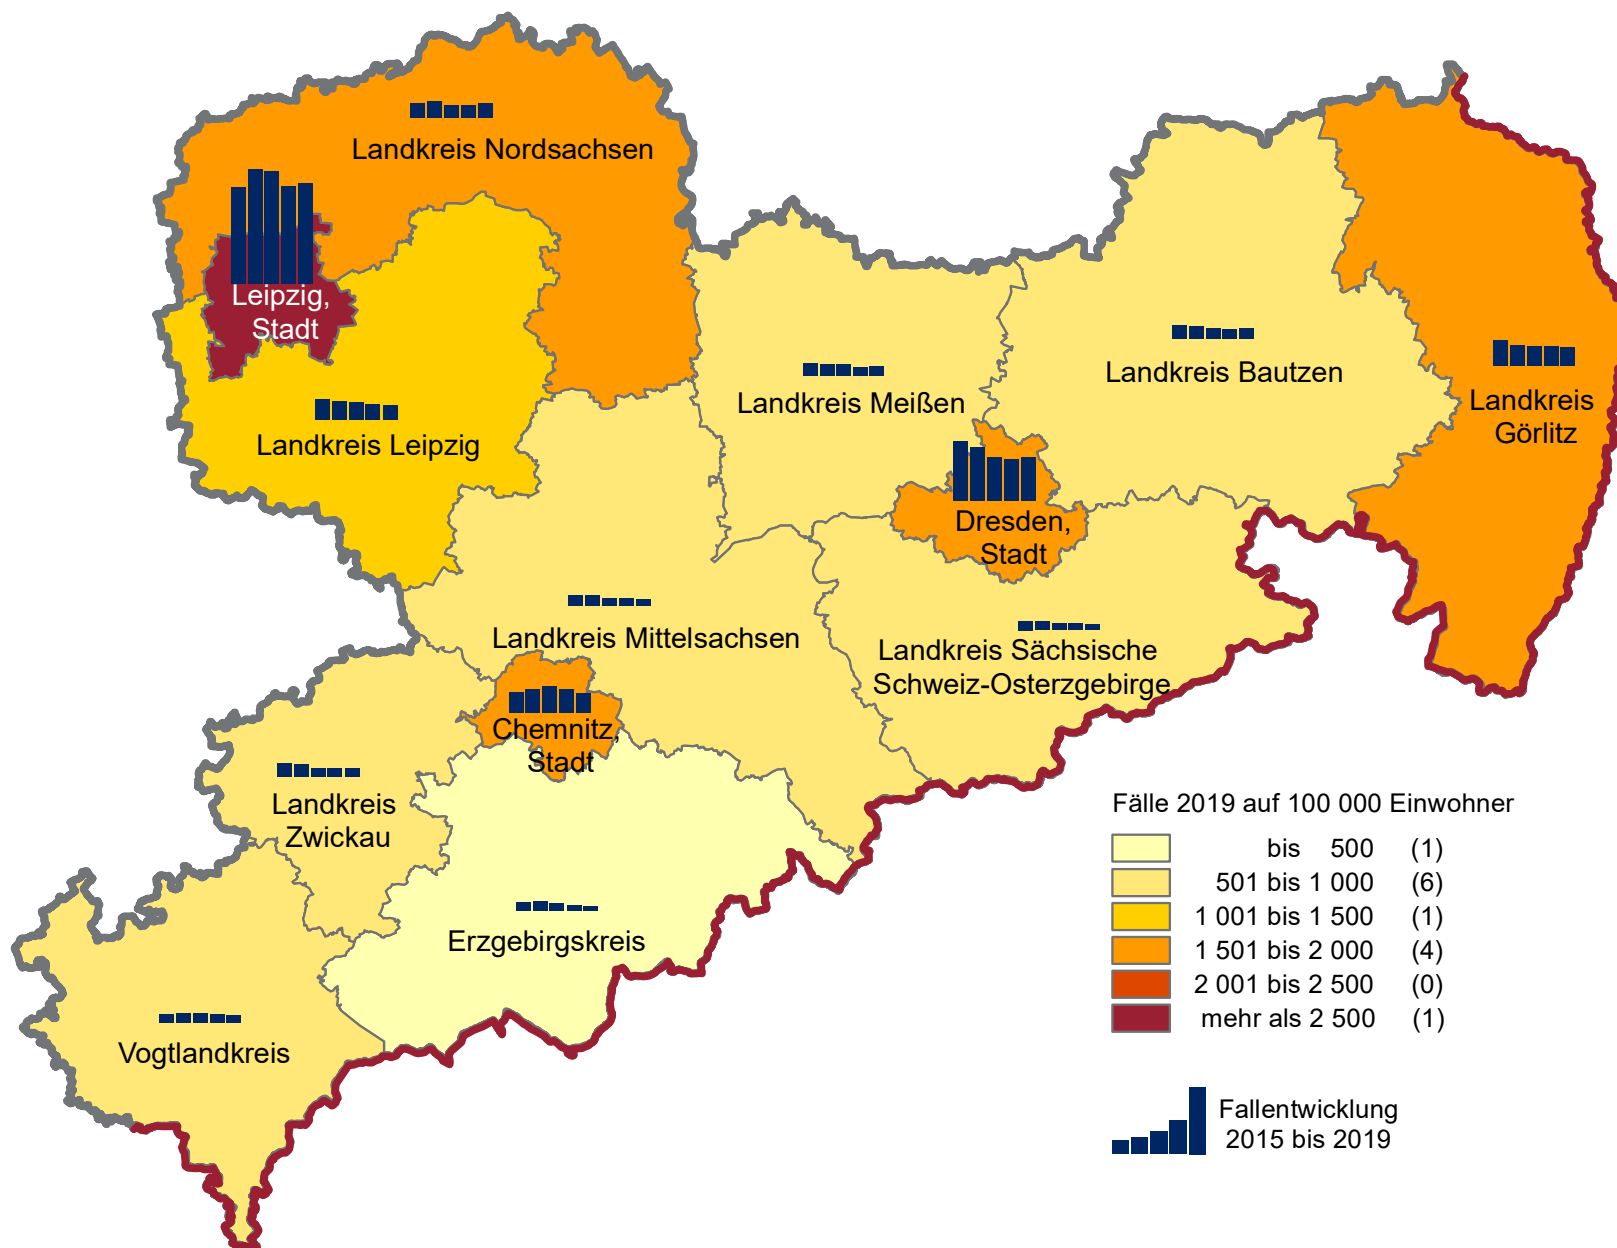 Landkreis Nordsachsen
Leipzig,
Stadt
Landkreis Leipzig
Landkreis Meißen
Landkreis Bautzen
Landkreis
Görlitz
Dresden,
Stadt
Landkreis Mittelsachsen
Landkreis Sächsische
Schweiz-Osterzgebirge
Chemnitz,
Stadt
Landkreis
Zwickau
Erzgebirgskreis
Vogtlandkreis
Fälle 2019 auf 100 000 Einwohner
bis 500 (1)
501 bis 1 000 (6)
1 001 bis 1 500 (1)
1 501 bis 2 000 (4)
2 001 bis 2 500 (0)
mehr als 2 500 (1)
Fallentwicklung
2015 bis 2019